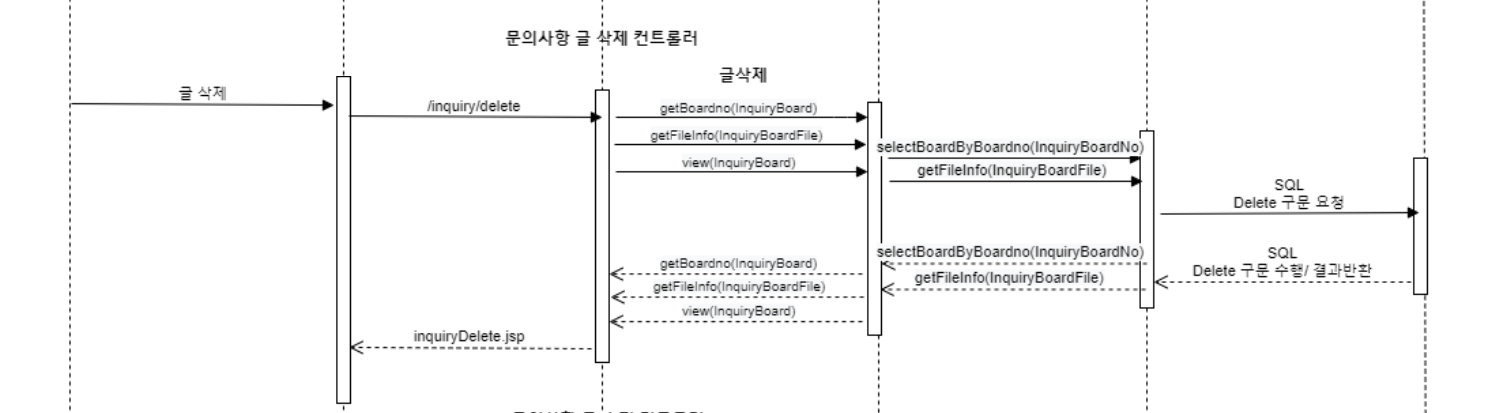 문의사항 글 삭제 컨트롤러
글삭제
글 삭제
/inquiry/delete
getBoardno(InquiryBoard)
getFileInfo(InquiryBoardFile)
selectBoardByBoardno(InquiryBoardNo)
view(InquiryBoard)
getFileInfo(InquiryBoardFile)
SQL
Delete 구문 요청
selectBoardByBoardno(InquiryBoardNo)
SQL
getBoardno(InquiryBoard)
Delete 구문 수행/ 결과반환
getFileInfo(InquiryBoardFile)
getFileInfo(InquiryBoardFile)
view(InquiryBoard)
inquiryDelete.jsp